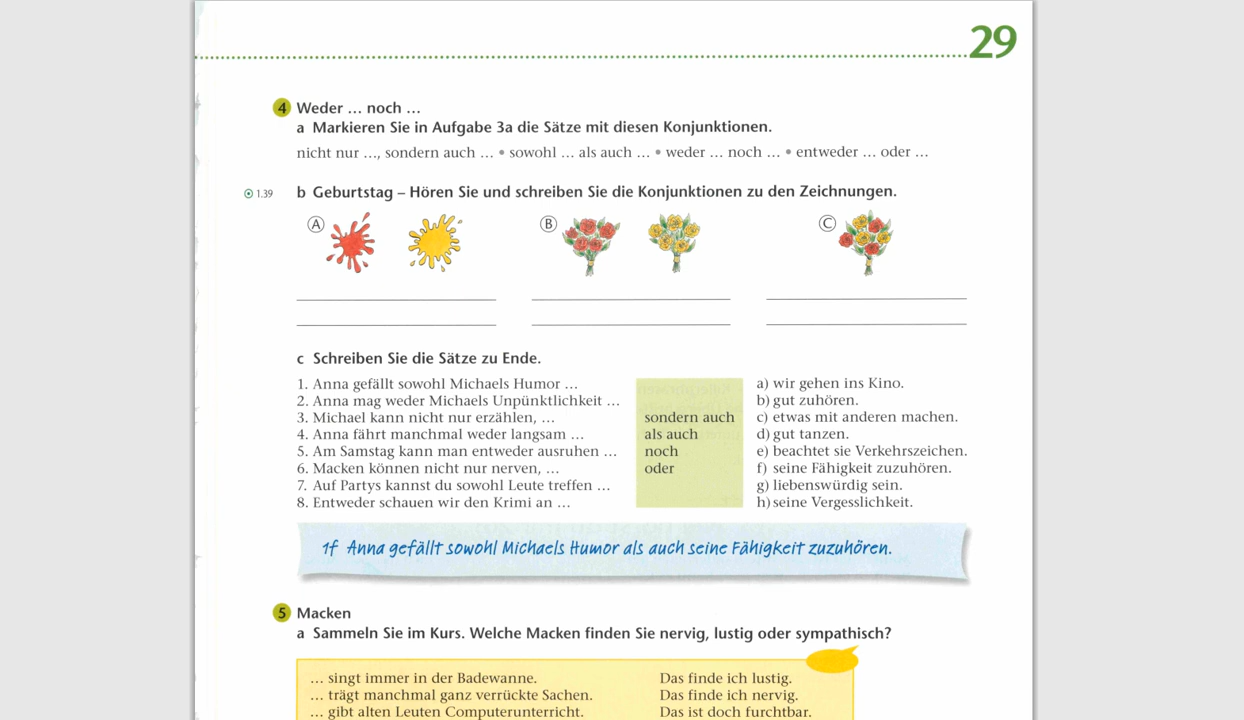 29
4 Weder ... noch ...
a Markieren Sie in Aufgabe 3a die Sätze mit diesen Konjunktionen.
nicht nur ..., sondern auch ... • sowohl ... als auch ... • weder ... noch ... • entweder ... oder ...
1.39 b Geburtstag – Hören Sie und schreiben Sie die Konjunktionen zu den Zeichnungen.
A B C
c Schreiben Sie die Sätze zu Ende.
1. Anna gefällt sowohl Michaels Humor ...
2. Anna mag weder Michaels Unpünktlichkeit ...
3. Michael kann nicht nur erzählen, ...
4. Anna fährt manchmal weder langsam ...
5. Am Samstag kann man entweder ausruhen ...
6. Macken können nicht nur nerven, ...
7. Auf Partys kannst du sowohl Leute treffen ...
8. Entweder schauen wir den Krimi an ...
sondern auch
als auch
noch
oder
a) wir gehen ins Kino.
b) gut zuhören.
c) etwas mit anderen machen.
d) gut tanzen.
e) beachtet sie Verkehrszeichen.
f) seine Fähigkeit zuzuhören.
g) liebenswürdig sein.
h) seine Vergesslichkeit.
1f Anna gefällt sowohl Michaels Humor als auch seine Fähigkeit zuzuhören.
5 Macken
a Sammeln Sie im Kurs. Welche Macken finden Sie nervig, lustig oder sympathisch?
... singt immer in der Badewanne.
... trägt manchmal ganz verrückte Sachen.
... gibt alten Leuten Computerunterricht.
Das finde ich lustig.
Das finde ich nervig.
Das ist doch furchtbar.